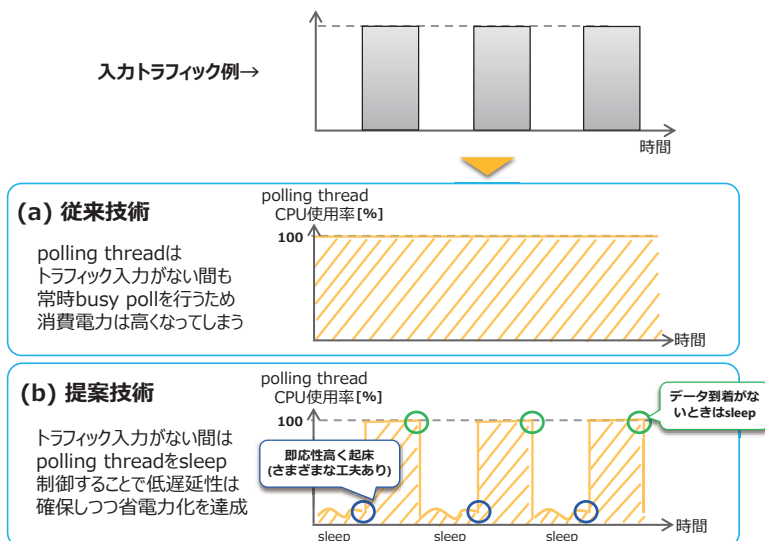 入力トラフィック例→
時間
(a) 従来技術
polling threadは
トラフィック入力がない間も
常時busy pollを行うため
消費電力は高くなってしまう
polling thread
CPU使用率[%]
100
時間
(b) 提案技術
トラフィック入力がない間は
polling threadをsleep
制御することで低遅延性は
確保しつつ省電力化を達成
polling thread
CPU使用率[%]
100
データ到着がな
いときはsleep
即応性高く起床
(さまざまな工夫あり)
時間
sleep
sleep
sleep